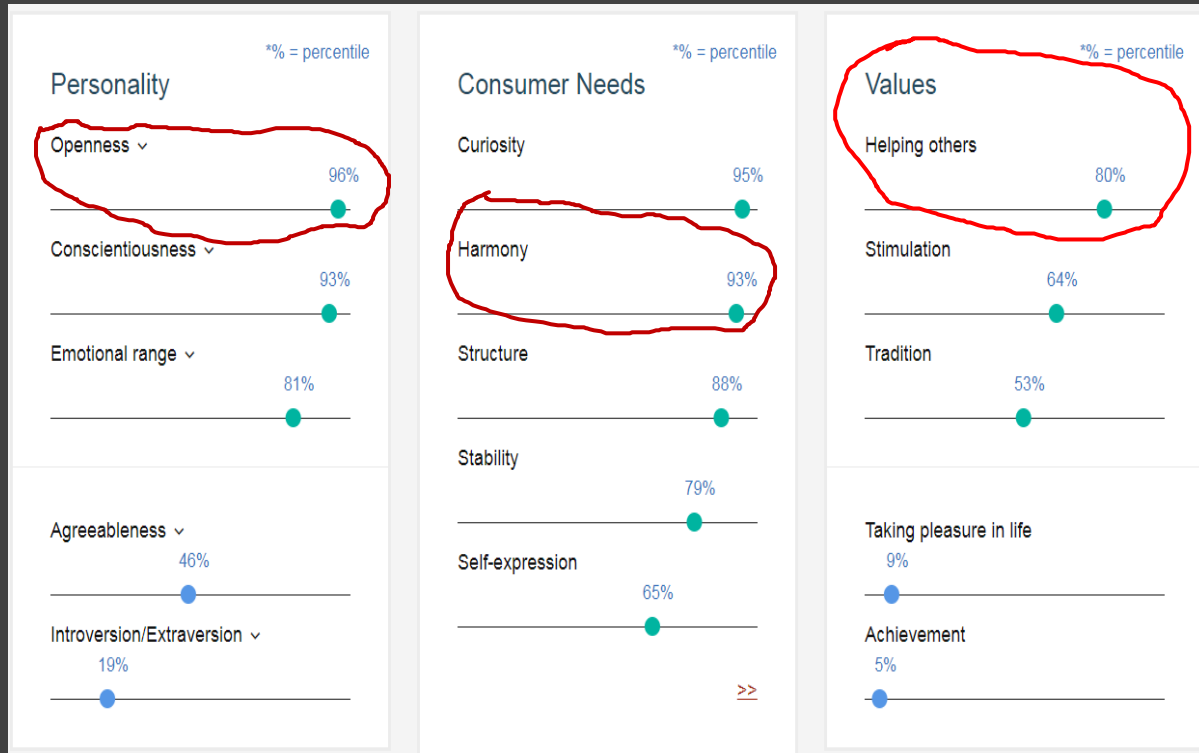 *% = percentile
Personality
Openness
96%
Conscientiousness
93%
Emotional range
81%
Agreeableness
46%
Introversion/Extraversion
19%
*% = percentile
Consumer Needs
Curiosity
95%
Harmony
93%
Structure
88%
Stability
79%
Self-expression
65%
>>
*% = percentile
Values
Helping others
80%
Stimulation
64%
Tradition
53%
Taking pleasure in life
9%
Achievement
5%